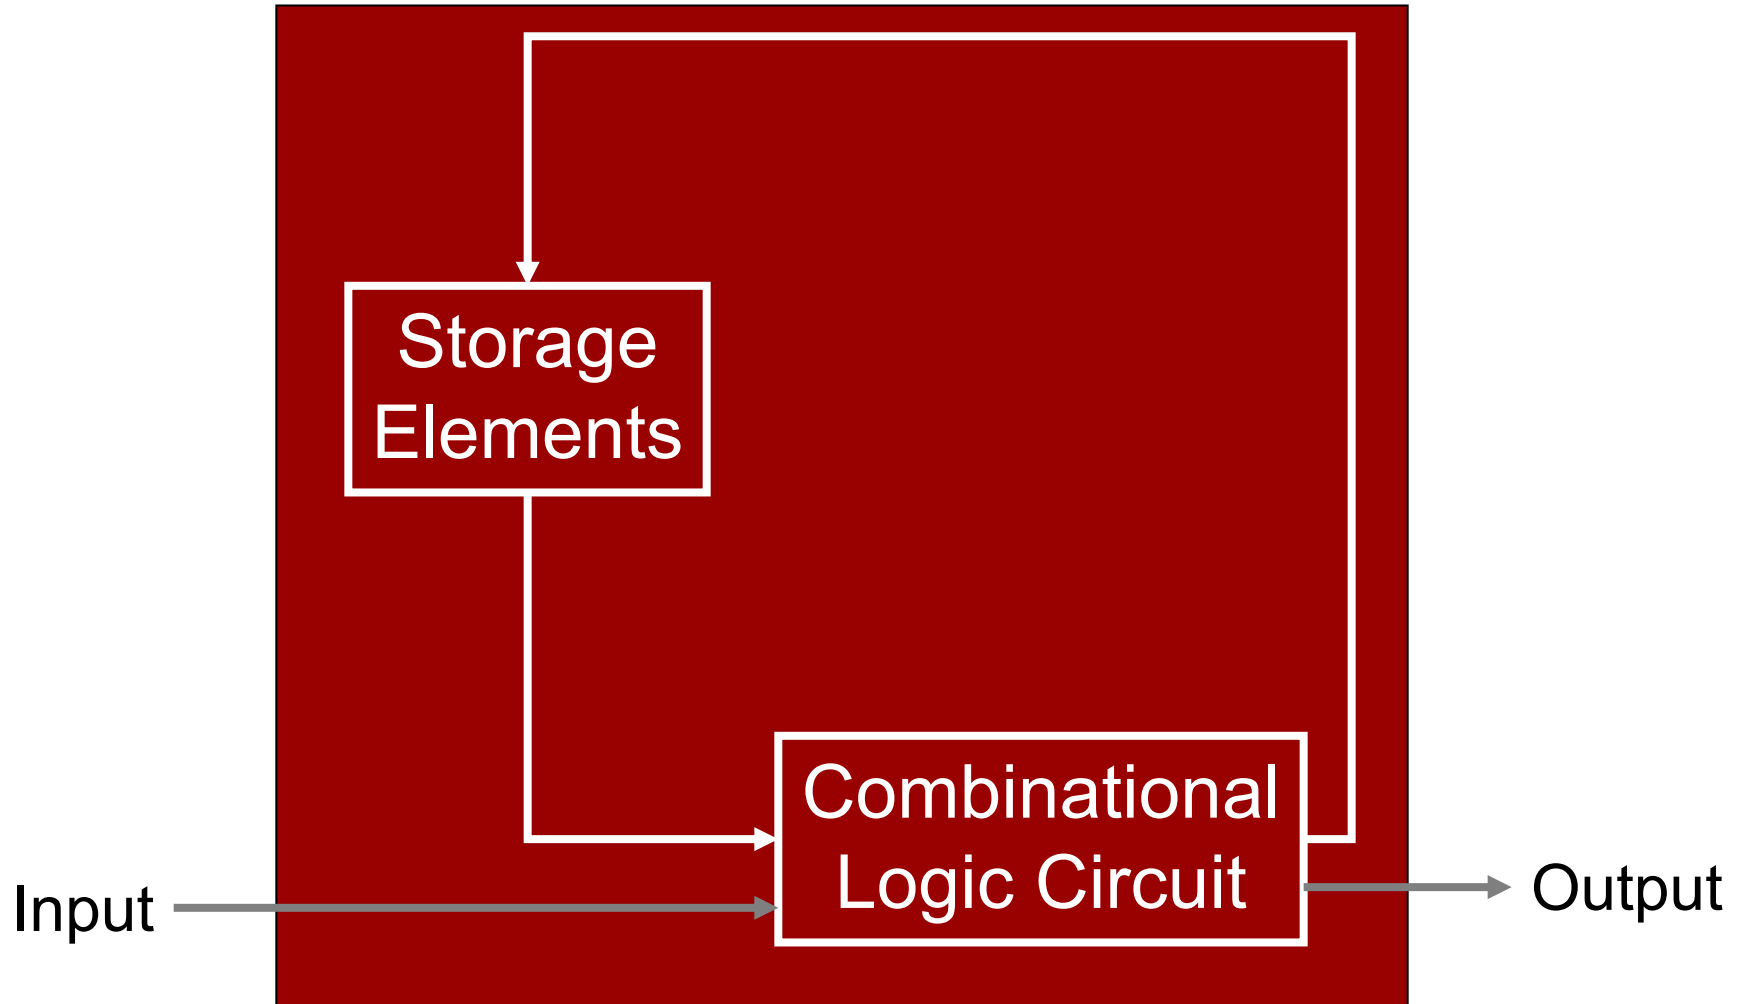 Storage
Elements
Combinational
Logic Circuit
Input
Output